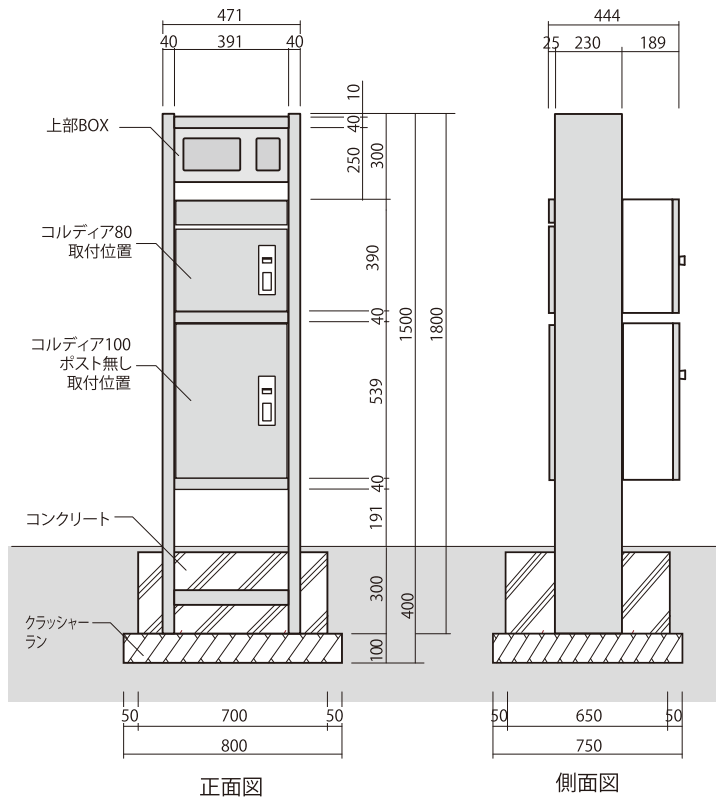 471
40 391 40
444
25 230 189
10
40
250
300
上部BOX
コルディア80
取付位置
390
40
1500
1800
コルディア100
ポスト無し
取付位置
539
40
コンクリート
191
300
400
クラッシャー
ラン
100
50 700 50
800
50 650 50
750
正面図
側面図